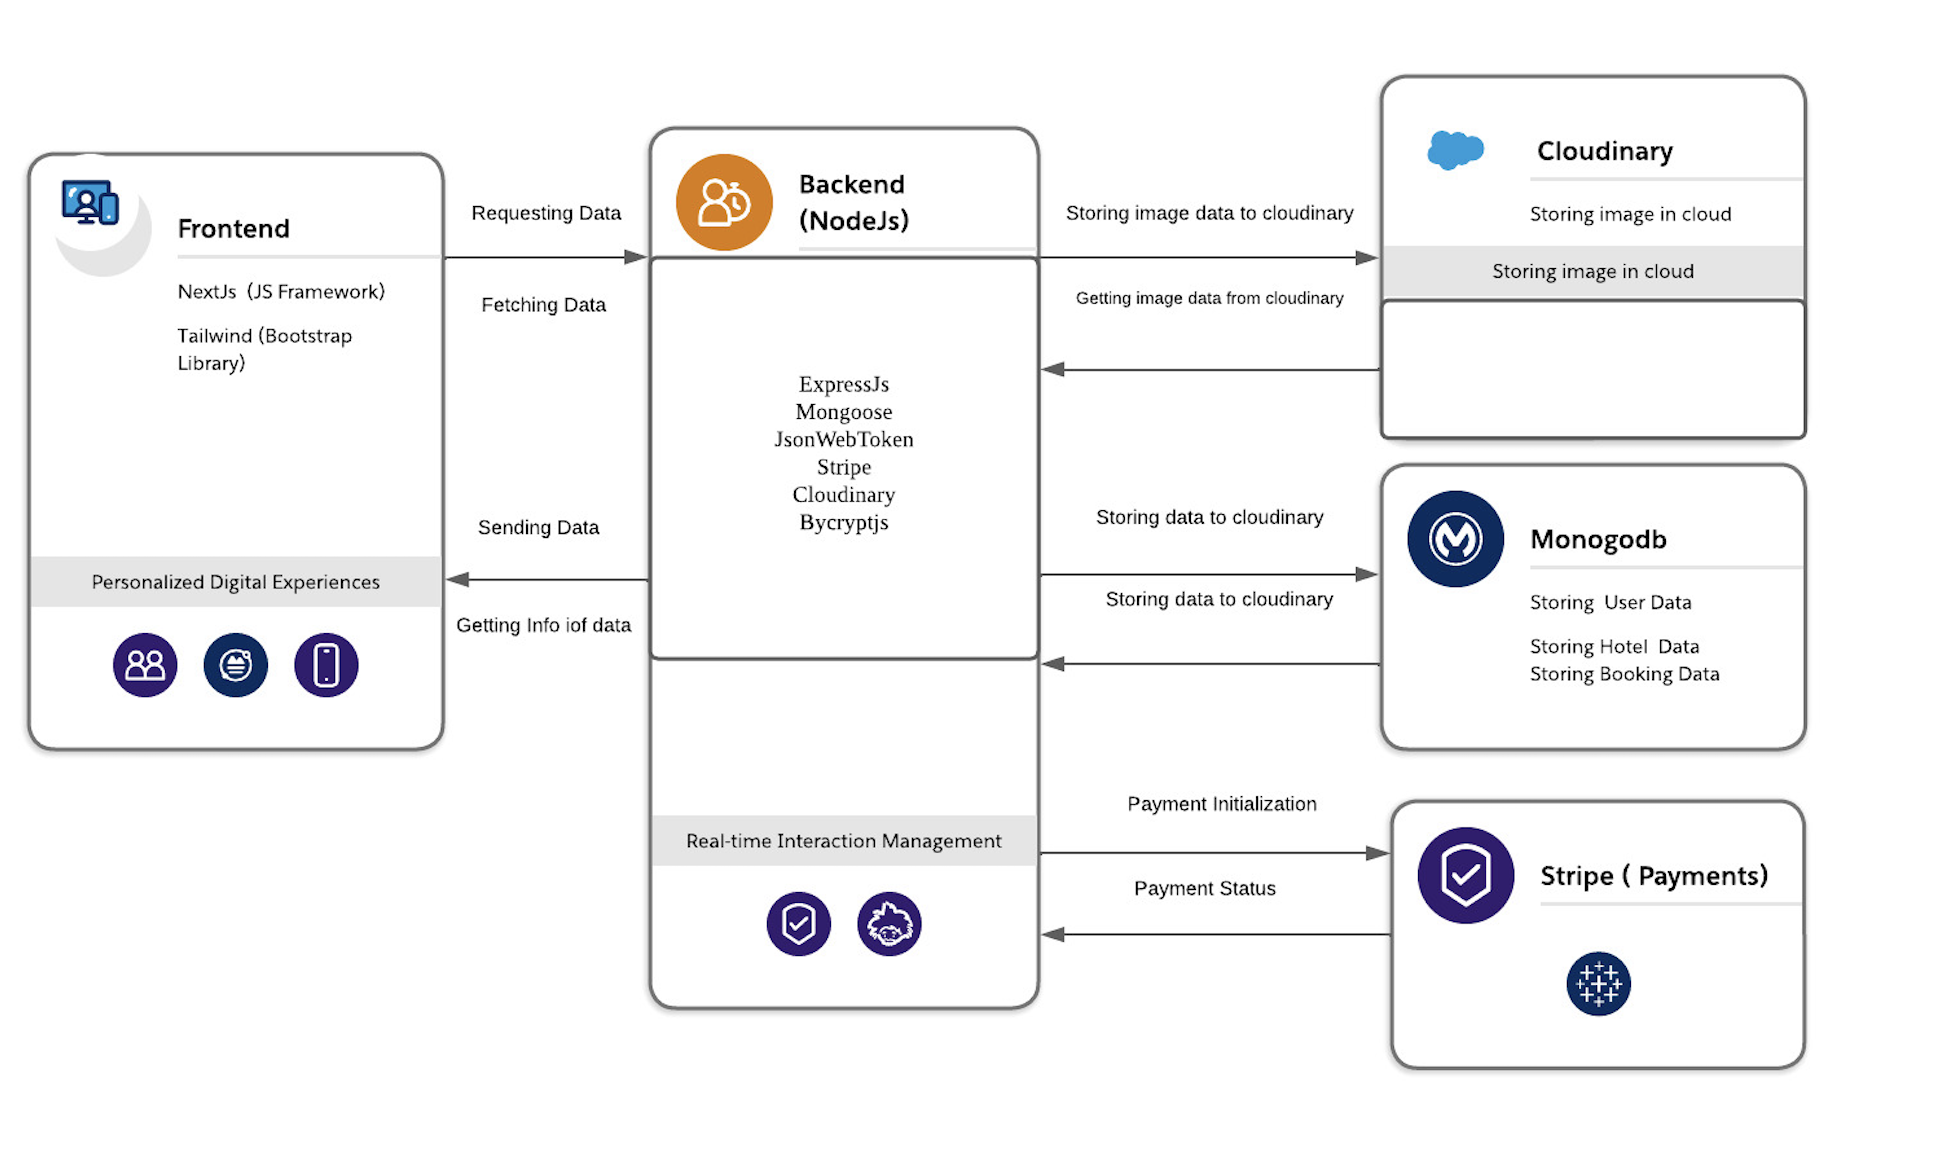 Frontend
NextJs  (JS Framework)
Tailwind (Bootstrap
Library)
Personalized Digital Experiences
Requesting Data
Fetching Data
Sending Data
Getting Info iof data
Backend
(NodeJs)
ExpressJs
Mongoose
JsonWebToken
Stripe
Cloudinary
Bycryptjs
Real-time Interaction Management
Storing image data to cloudinary
Getting image data from cloudinary
Storing data to cloudinary
Storing data to cloudinary
Payment Initialization
Payment Status
Cloudinary
Storing image in cloud
Storing image in cloud
Monogodb
Storing  User Data
Storing Hotel  Data
Storing Booking Data
Stripe ( Payments)